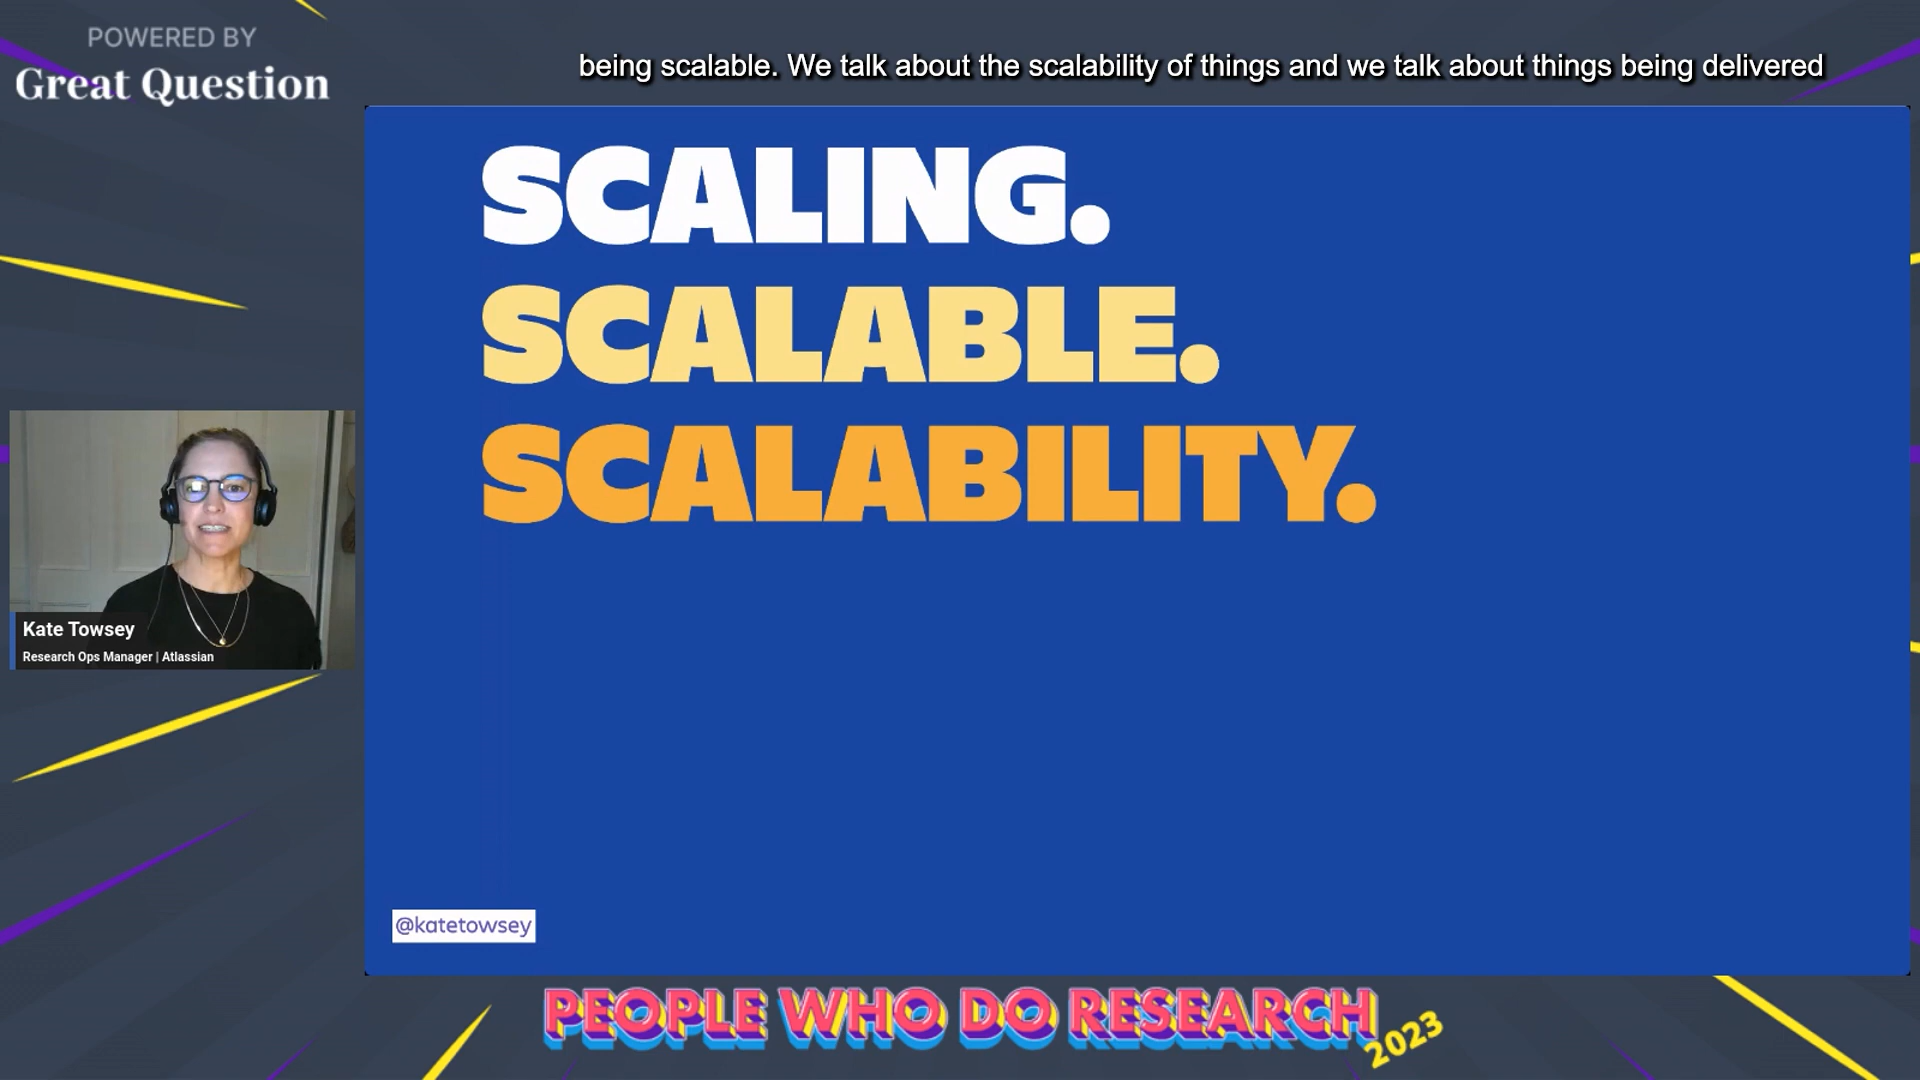 POWERED BY
Great Question
being scalable. We talk about the scalability of things and we talk about things being delivered
SCALING.
SCALABLE.
SCALABILITY.
Kate Towsey
Research Ops Manager | Atlassian
@katetowsey
PEOPLE WHO DO RESEARCH
2023